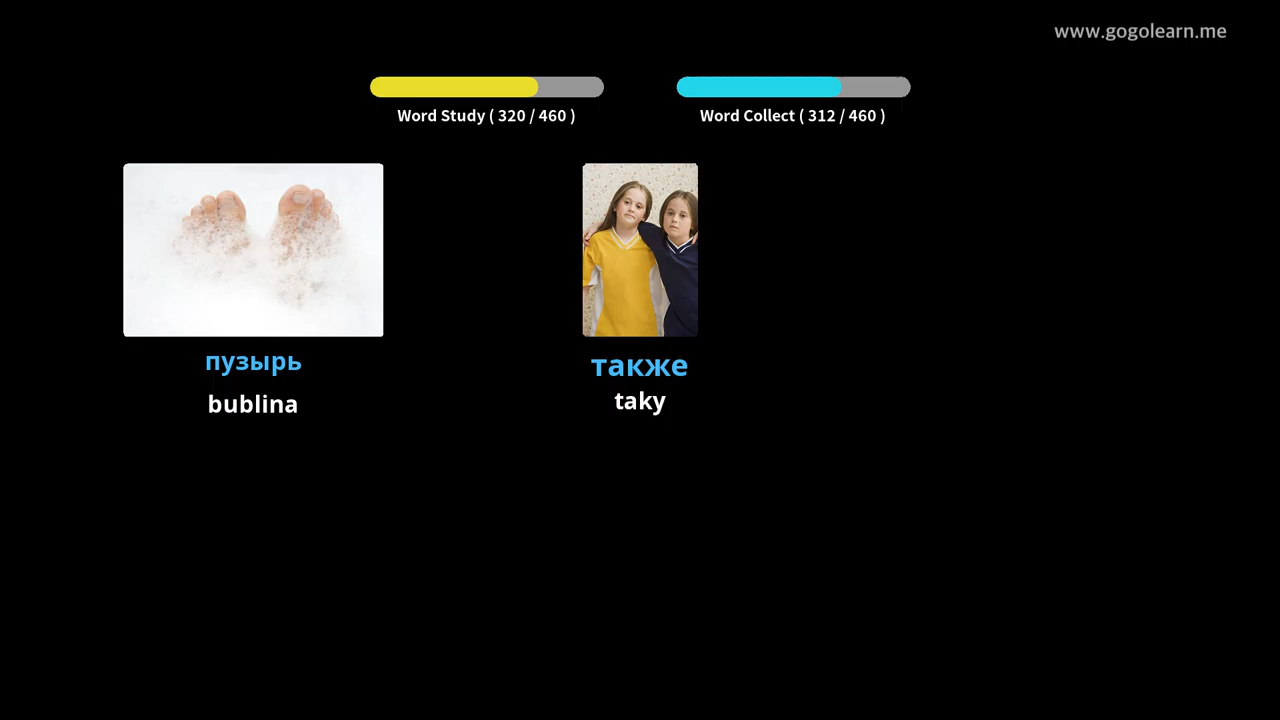 www.gogolearn.me
Word Study ( 320 / 460 )
Word Collect ( 312 / 460 )
пузырь
bublina
также
taky